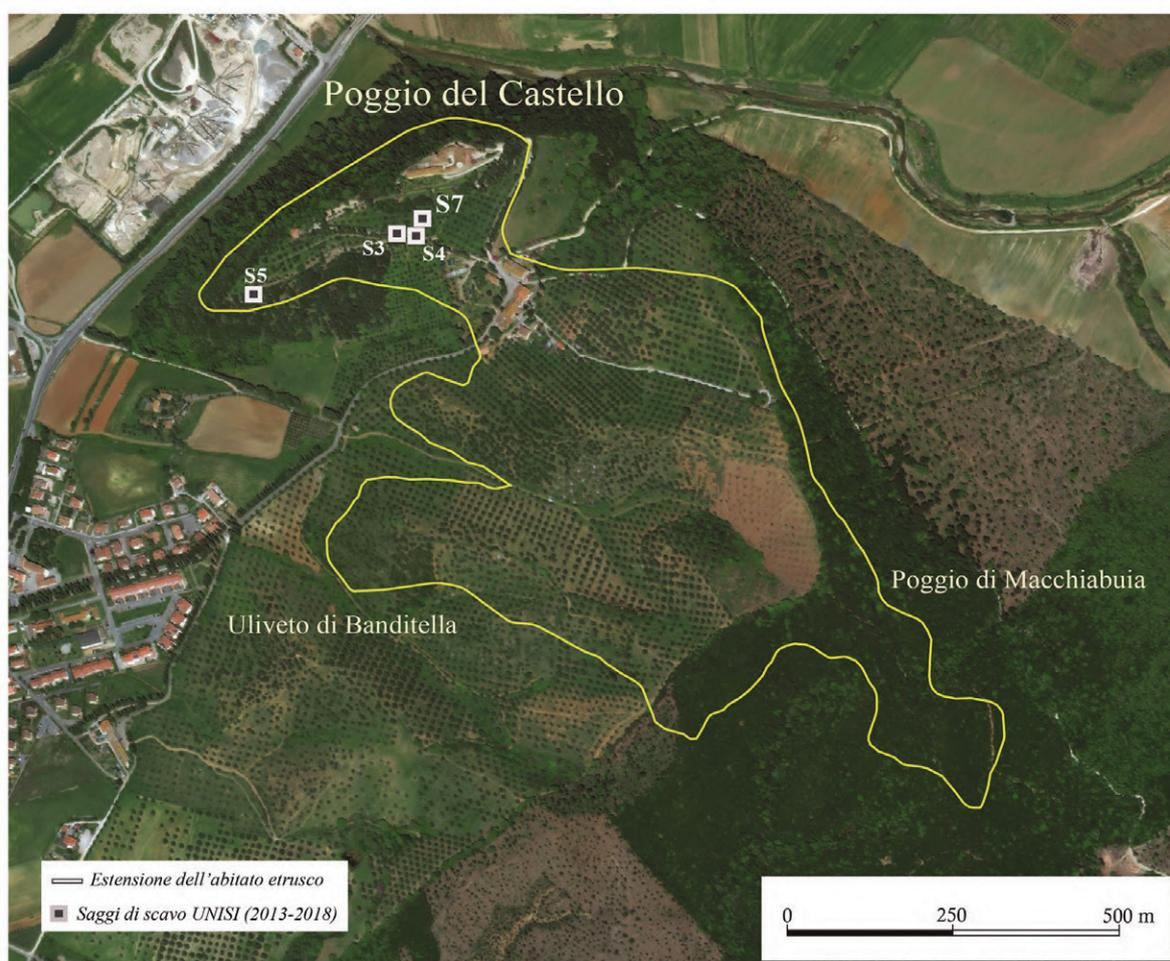 Poggio del Castello
S7
S3
S4
S5
Poggio di Macchiabuia
Uliveto di Banditella
Estensione dell'abitato etrusco
Saggi di scavo UNISI (2013-2018)
0 250 500 m